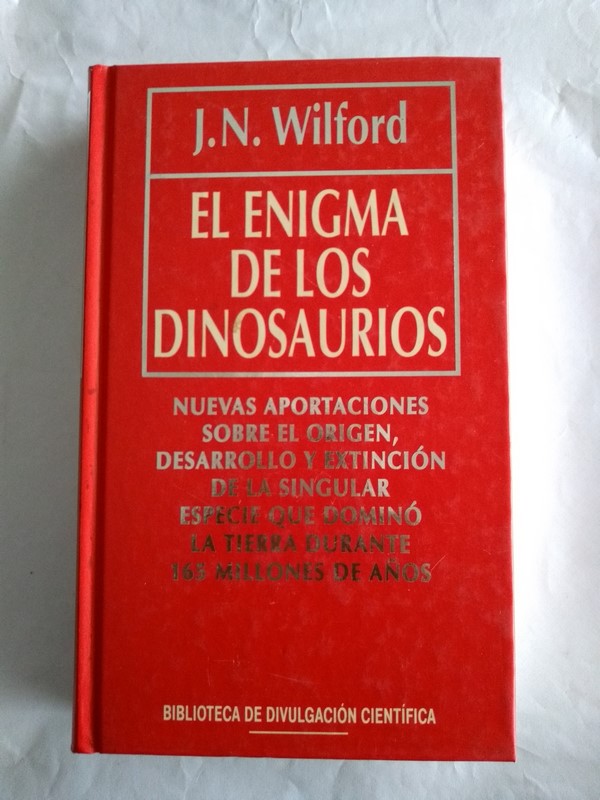 J.N. Wilford
EL ENIGMA
DE LOS
DINOSAURIOS
NUEVAS APORTACIONES
SOBRE EL ORIGEN,
DESARROLLO Y EXTINCIÓN
DE LA SINGULAR
ESPECIE QUE DOMINÓ
LA TIERRA DURANTE
165 MILLONES DE AÑOS
BIBLIOTECA DE DIVULGACIÓN CIENTÍFICA